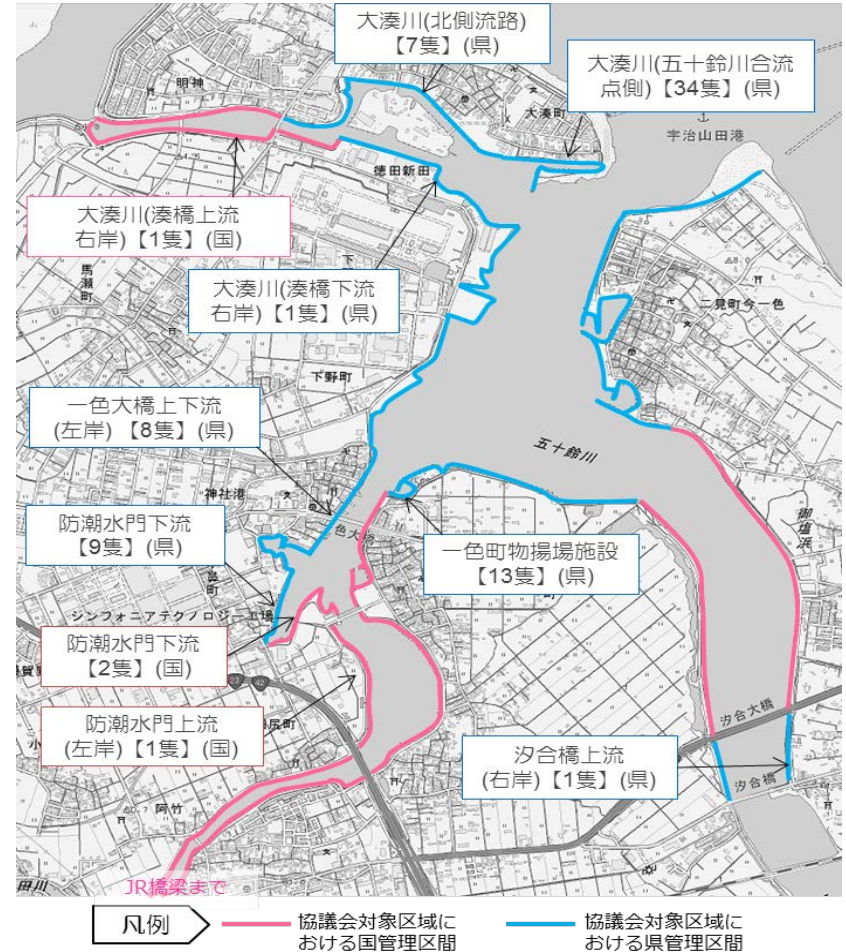 大湊川(北側流路)
【7隻】(県)
大湊川(五十鈴川合流
点側)【34隻】(県)
明神
大湊町
宇治山田港
徳田新田
大湊川(湊橋上流
右岸)【1隻】(国)
馬瀬町
大湊川(湊橋下流
右岸)【1隻】(県)
二見町今一色
下野町
一色大橋上下流
(左岸)【8隻】(県)
五十鈴川
神社港
防潮水門下流
【9隻】(県)
一色町物揚場施設
【13隻】(県)
御塩浜
シンフォニアテクノロジー
防潮水門下流
【2隻】(国)
23
42
防潮水門上流
(左岸)【1隻】(国)
汐合大橋
汐合橋上流
(右岸)【1隻】(県)
汐合橋
阿竹
JR橋梁まで
凡例
協議会対象区域に
おける国管理区間
協議会対象区域に
おける県管理区間